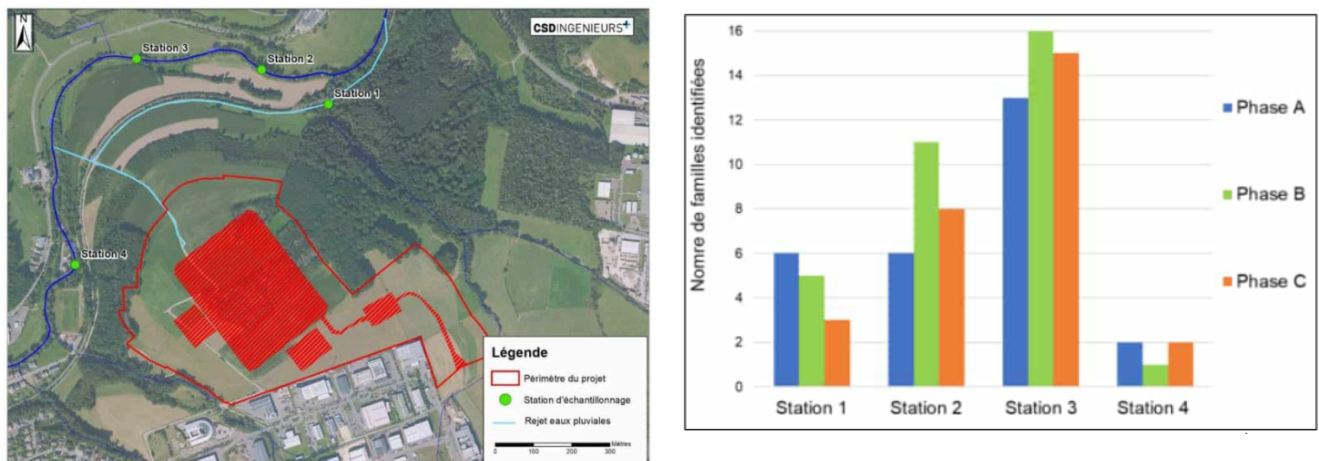 N
CSDINGENIEURS+
Station 3
Station 2
Station 1
Station 4
Légende
Périmètre du projet
Station d'échantillonnage
Rejet eaux pluviales
Mètres
0 100 200 300
Nomre de familles identifiées
16
14
12
10
8
6
4
2
0
Station 1 Station 2 Station 3 Station 4
Phase A
Phase B
Phase C